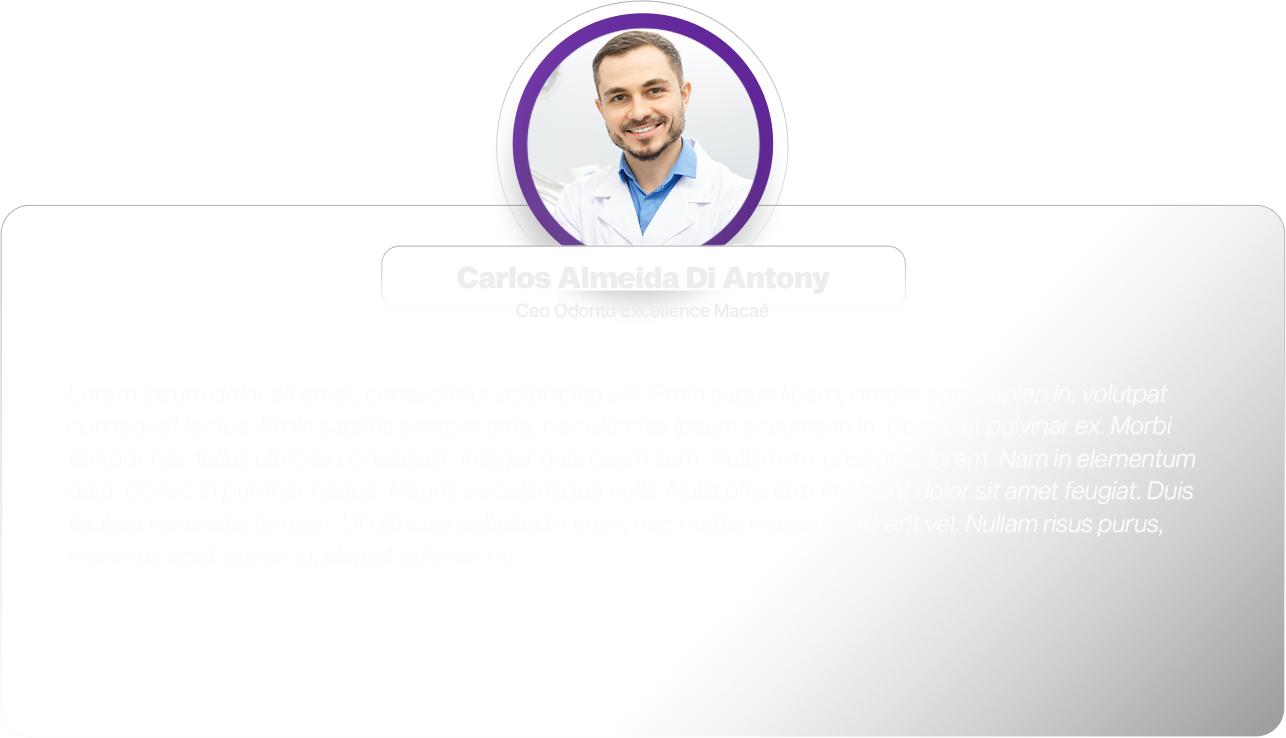 Carlos Almeida Di Antony
Ceo Odonto Excellence Macaé
Lorem ipsum dolor sit amet, consectetur adipiscing elit. Proin augue libero, ornare eget sapien in, volutpat
consequat lectus. Proin sagittis semper ante, nec ultricies ipsum accumsan in. Donec pulvinar ex. Morbi
tempor nec tellus ultrices consequat. Integer quis quam sem. Nullam in consequat lorem. Nam in elementum
odio. Donec in pulvinar neque. Mauris a scelerisque nulla. Nulla pharetra dolor sit amet feugiat. Duis
facilisis venenatis tempor. Ut ultricies sollicitudin enim, nec mattis massa hendrerit vel. Nullam risus purus,
maximus eget sapien id, aliquet pulvinar mi.